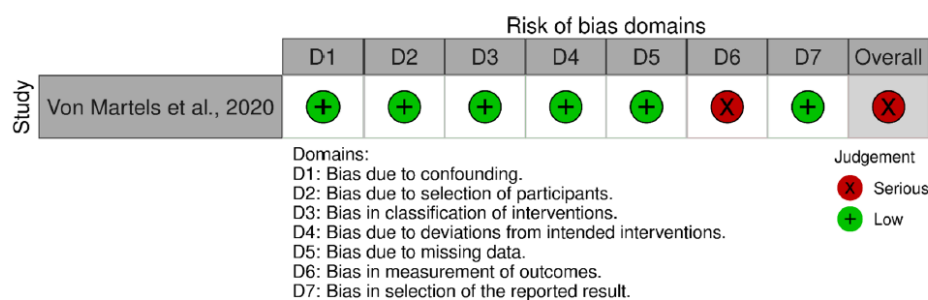 Risk of bias domains
D1 D2 D3 D4 D5 D6 D7 Overall
Study
Von Martels et al., 2020 + + + + + X + X
Domains:
D1: Bias due to confounding.
D2: Bias due to selection of participants.
D3: Bias in classification of interventions.
D4: Bias due to deviations from intended interventions.
D5: Bias due to missing data.
D6: Bias in measurement of outcomes.
D7: Bias in selection of the reported result.
Judgement
X Serious
+ Low